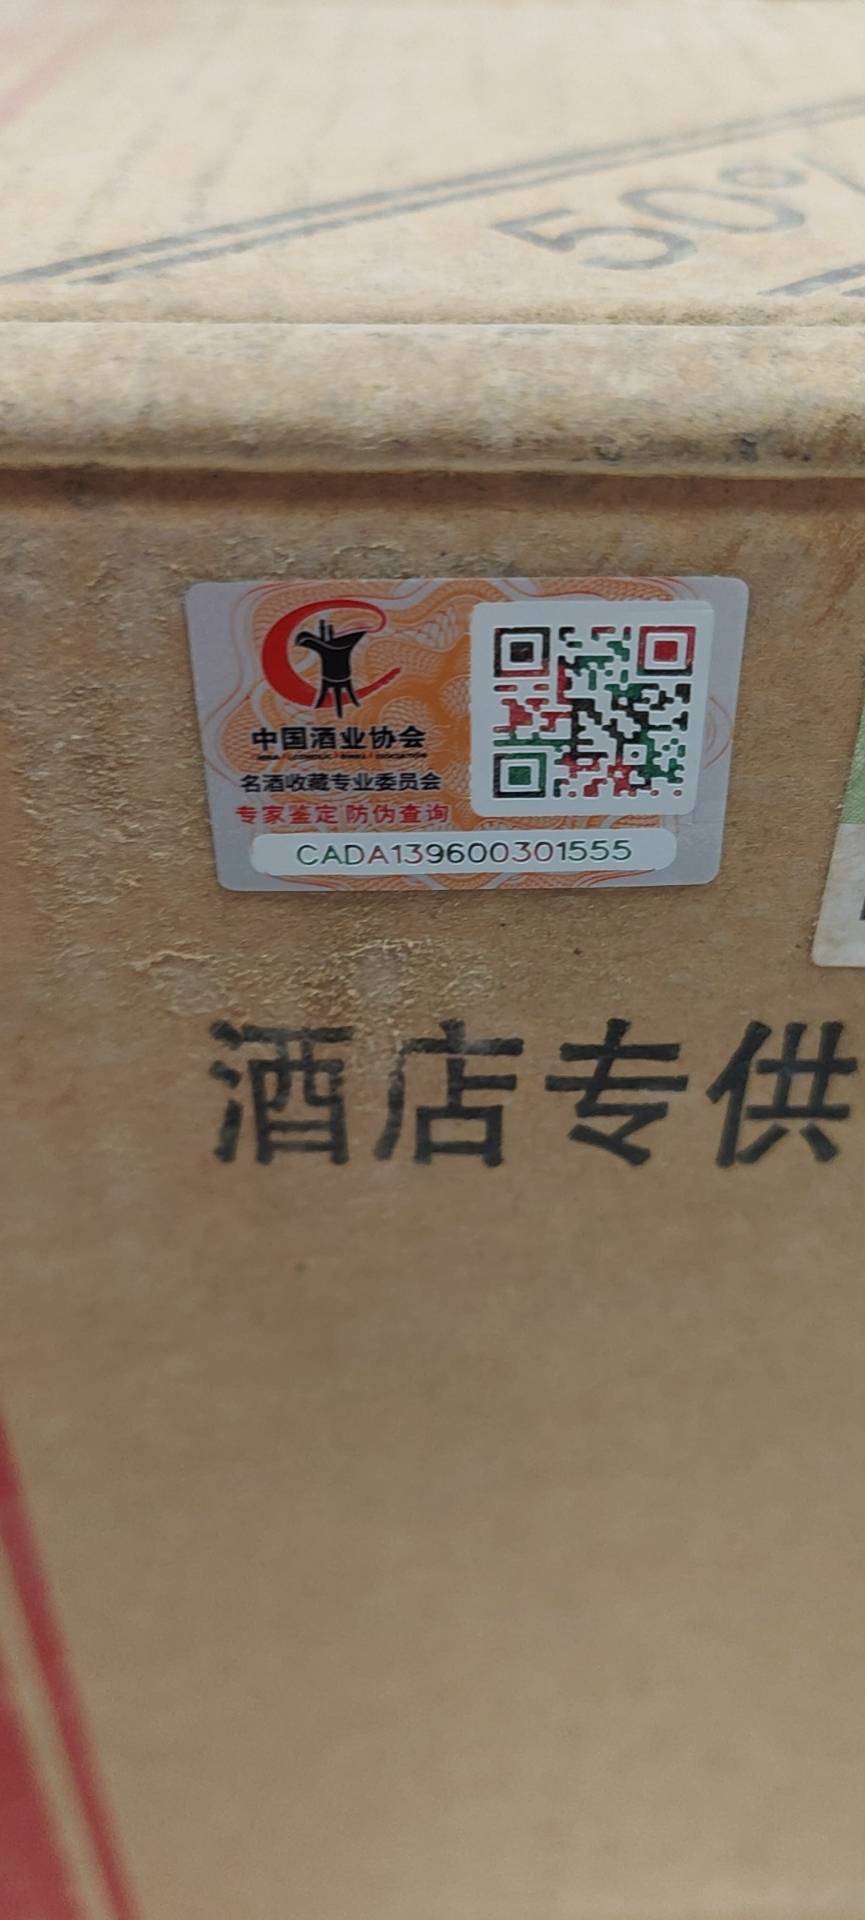 50°
中国酒业协会
名酒收藏专业委员会
专家鉴定 防伪查询
CADA139600301555
酒店专供